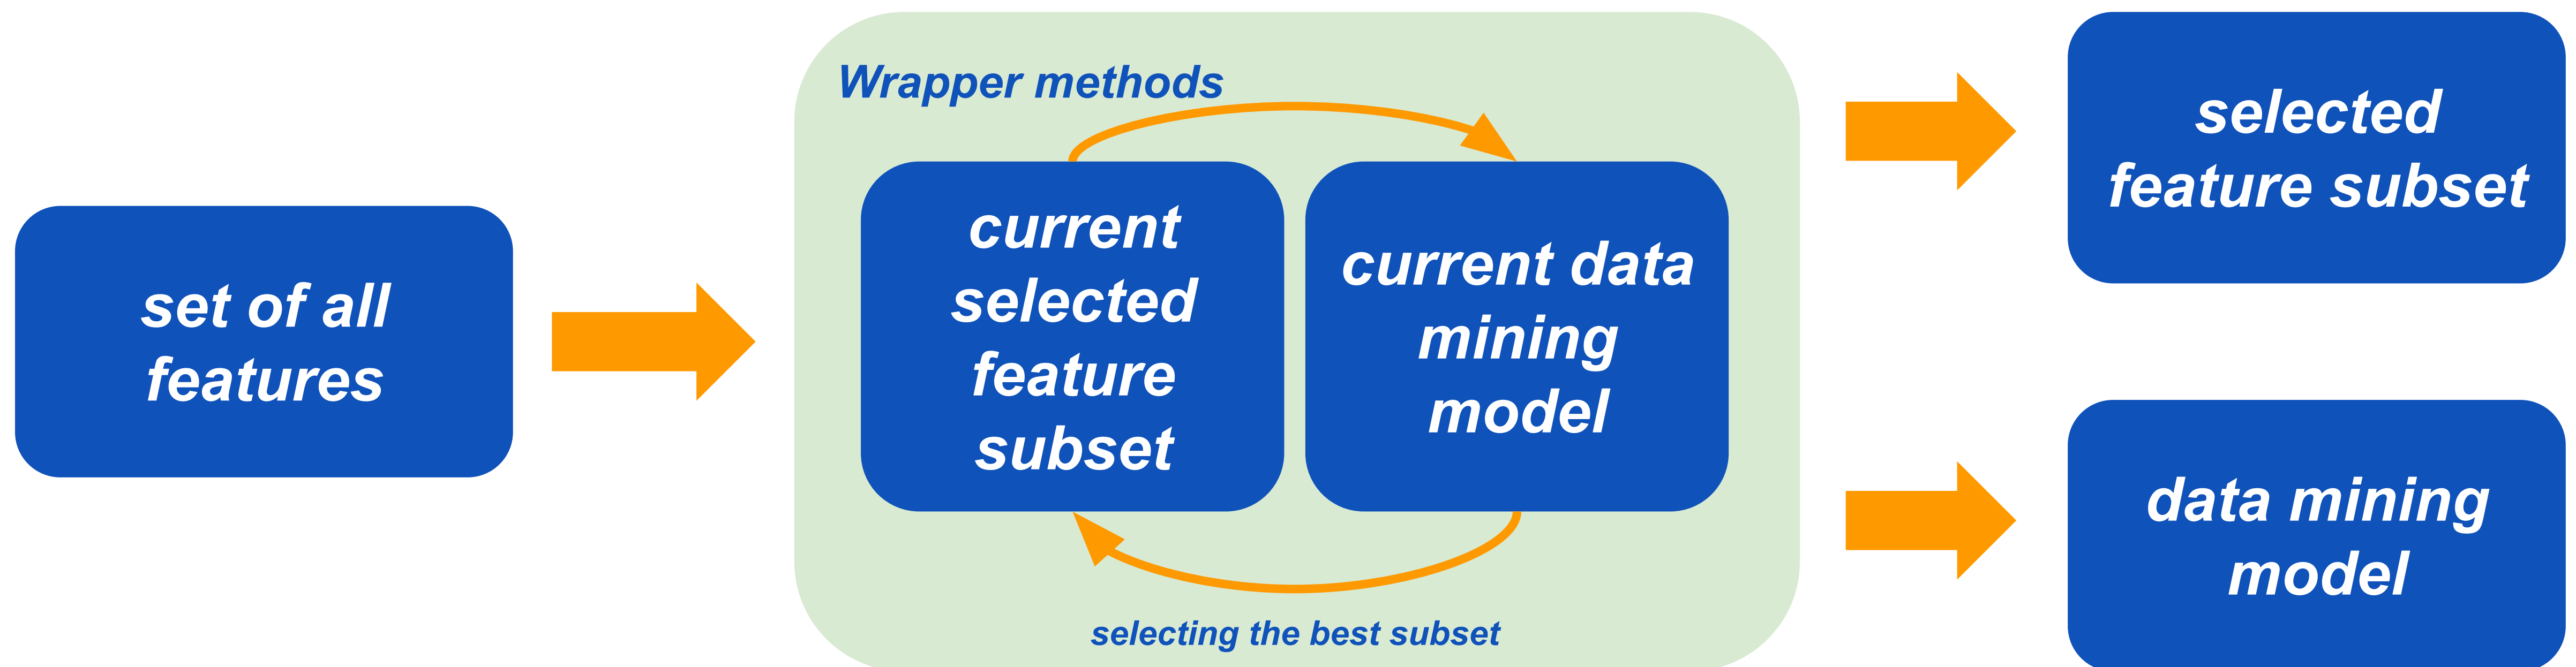 set of all
features
Wrapper methods
current
selected
feature
subset
current data
mining
model
selecting the best subset
selected
feature subset
data mining
model